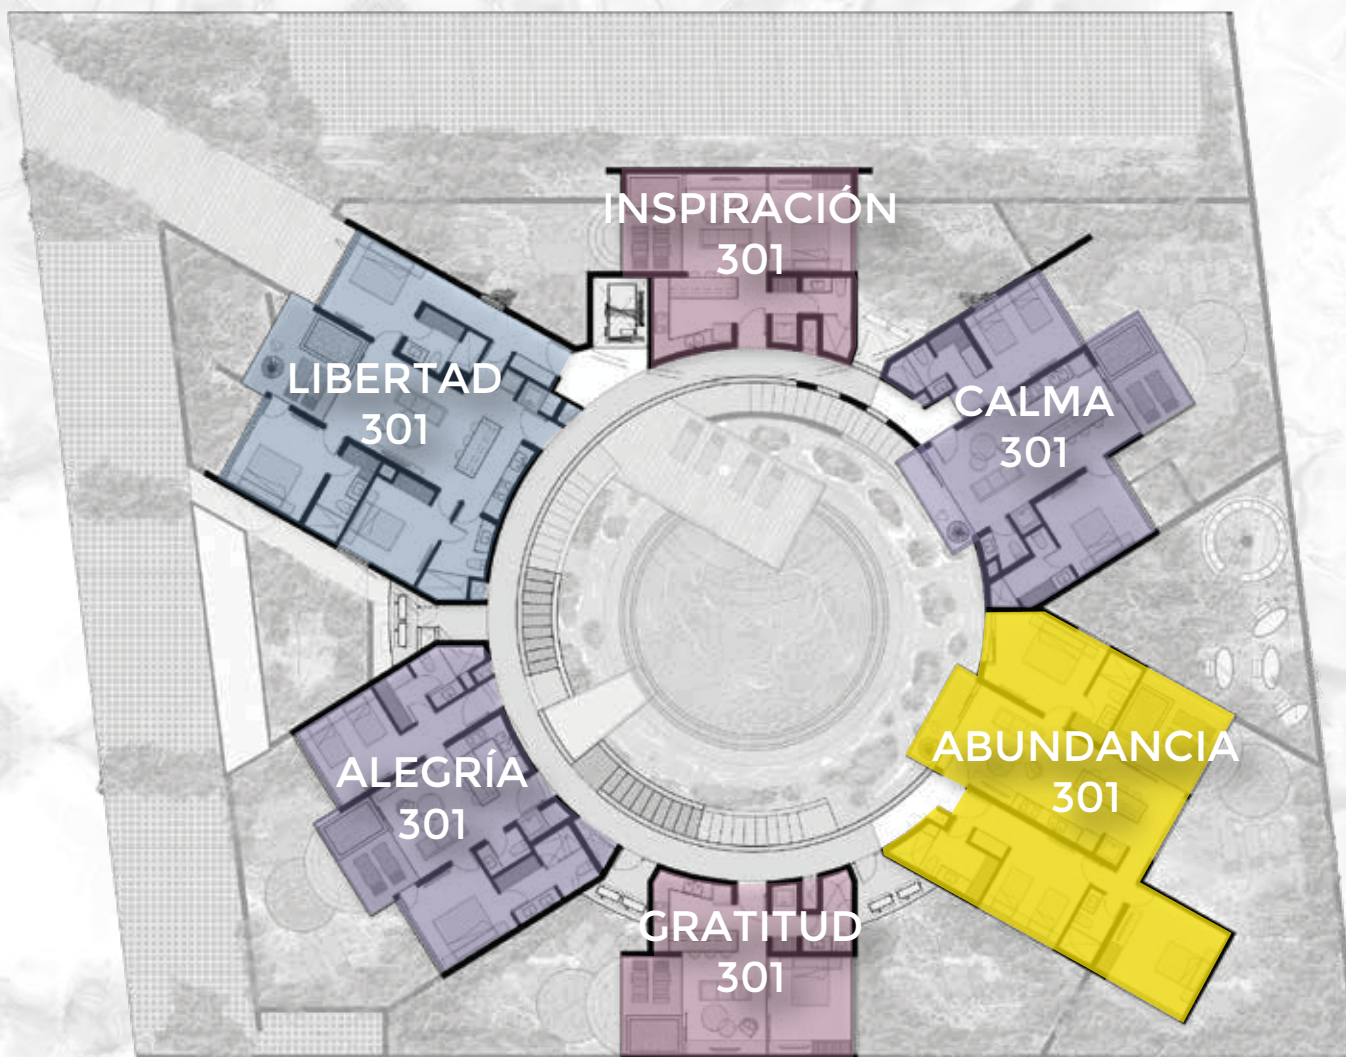 INSPIRACIÓN
301
LIBERTAD
301
CALMA
301
ABUNDANCIA
301
ALEGRÍA
301
GRATITUD
301